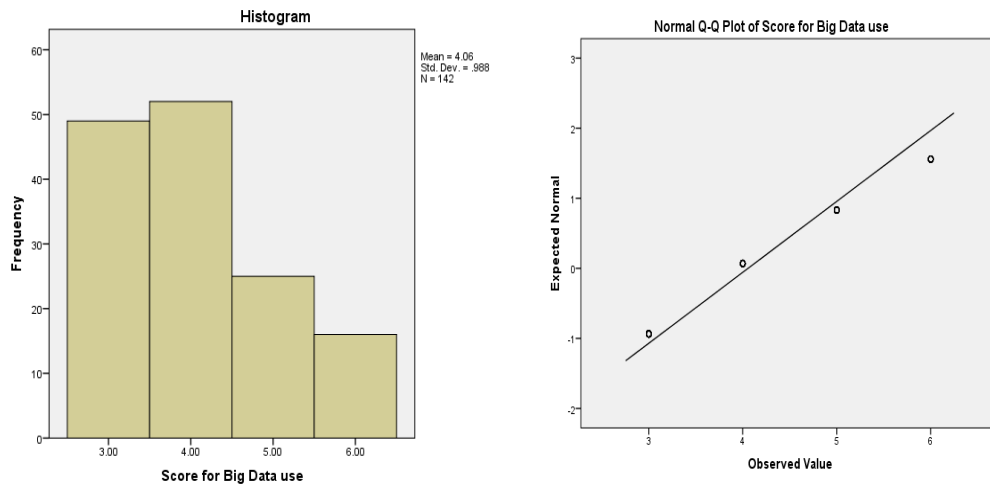 Histogram
Mean = 4.06
Std. Dev. = .988
N = 142
60
50
40
30
20
10
0
Frequency
3.00 4.00 5.00 6.00
Score for Big Data use
Normal Q-Q Plot of Score for Big Data use
3
2
1
0
-1
-2
Expected Normal
3 4 5 6
Observed Value